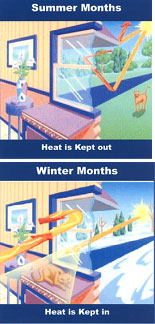 Summer Months
Heat is Kept out
Winter Months
Heat is Kept in